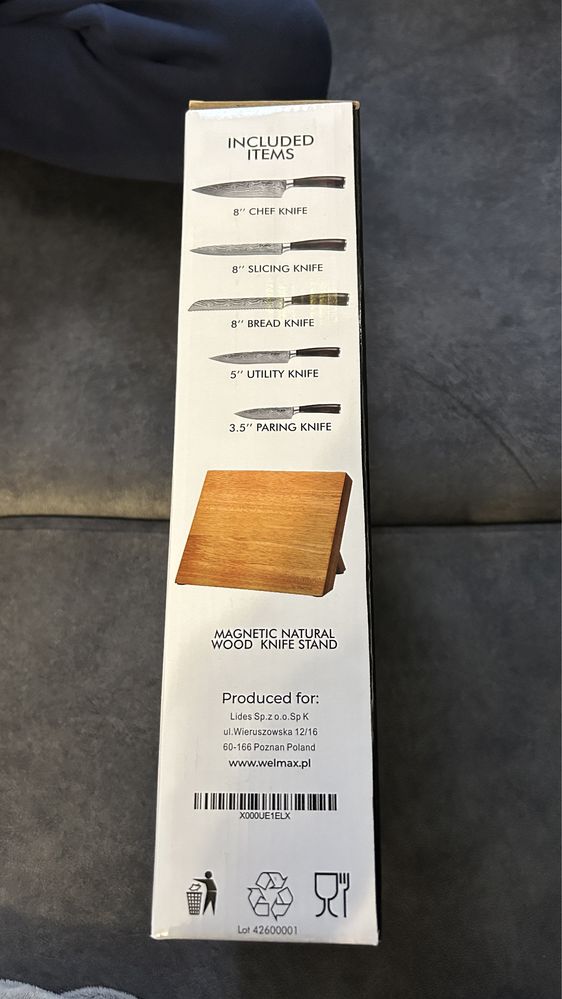 INCLUDED
ITEMS
8'' CHEF KNIFE
8'' SLICING KNIFE
8'' BREAD KNIFE
5'' UTILITY KNIFE
3.5'' PARING KNIFE
MAGNETIC NATURAL
WOOD KNIFE STAND
Produced for:
Lides Sp.z o.o.Sp K
ul.Wieruszowska 12/16
60-166 Poznan Poland
www.welmax.pl
X000UE1ELX
Lot 42600001